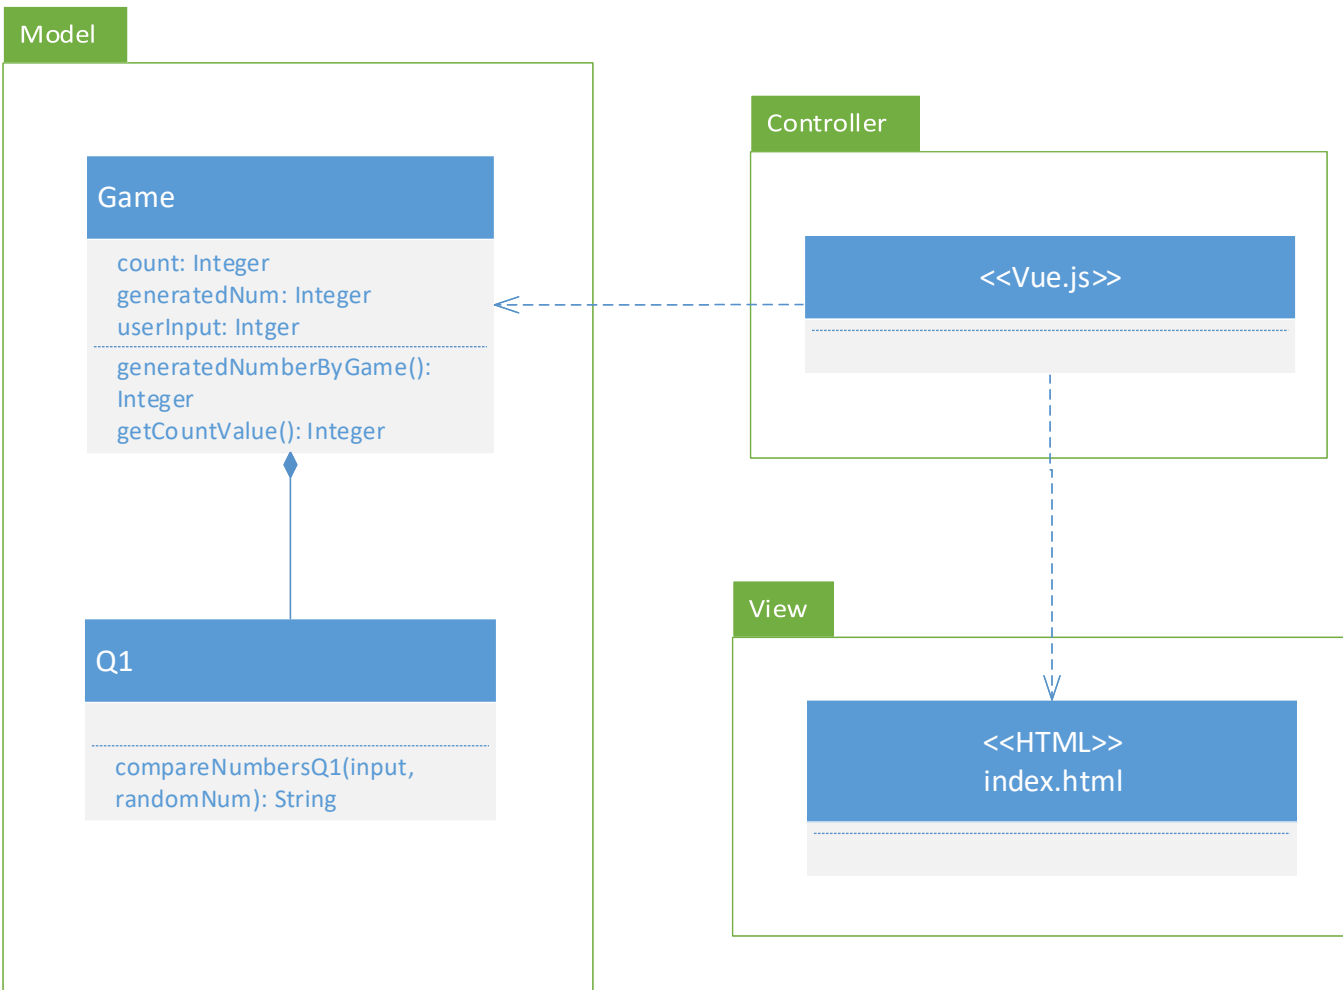 Model
Game
count: Integer
generatedNum: Integer
userInput: Intger
generatedNumberByGame():
Integer
getCountValue(): Integer
Q1
compareNumbersQ1(input,
randomNum): String
Controller
<<Vue.js>>
View
<<HTML>>
index.html